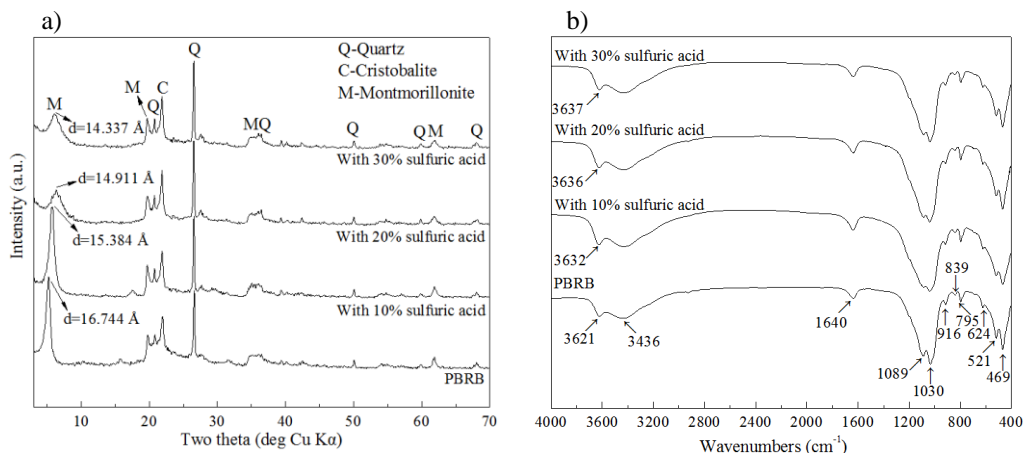 a)
Q
Q-Quartz
C-Cristobalite
M-Montmorillonite
M
C
Q
M
d=14.337 Å
MQ
Q
Q
M
Q
With 30% sulfuric acid
d=14.911 Å
With 20% sulfuric acid
d=15.384 Å
With 10% sulfuric acid
d=16.744 Å
PBRB
Intensity (a.u.)
10 20 30 40 50 60 70
Two theta (deg Cu Kα)
b)
With 30% sulfuric acid
3637
With 20% sulfuric acid
3636
With 10% sulfuric acid
3632
PBRB
839
3621
3436
1640
916
795
624
1089
1030
521
469
4000 3600 3200 2800 2400 2000 1600 1200 800 400
Wavenumbers (cm⁻¹)